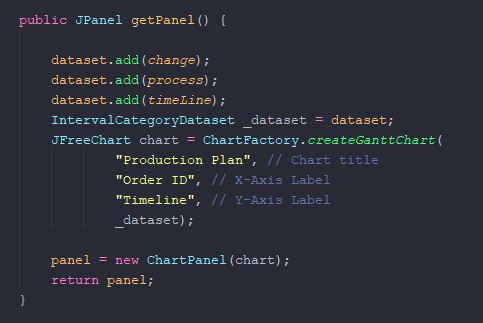 public JPanel getPanel() {
dataset.add(change);
dataset.add(process);
dataset.add(timeLine);
IntervalCategoryDataset _dataset = dataset;
JFreeChart chart = ChartFactory.createGanttChart(
"Production Plan", // Chart title
"Order ID", // X-Axis Label
"Timeline", // Y-Axis Label
_dataset);
panel = new ChartPanel(chart);
return panel;
}